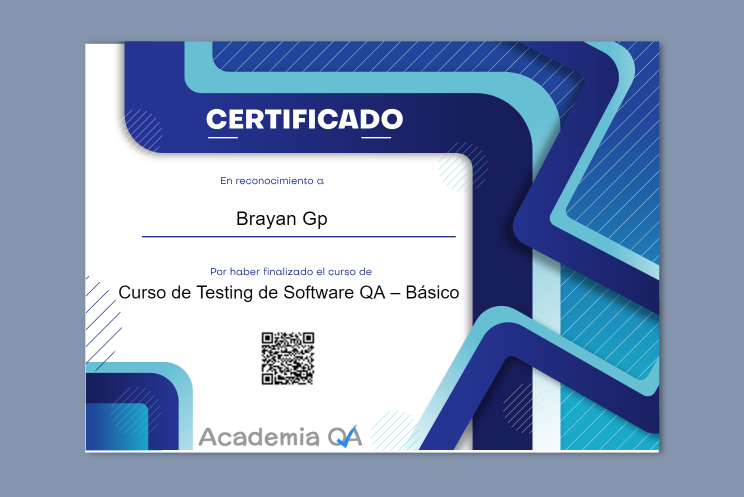 CERTIFICADO
En reconocimiento a
Brayan Gp
Por haber finalizado el curso de
Curso de Testing de Software QA – Básico
Academia QA